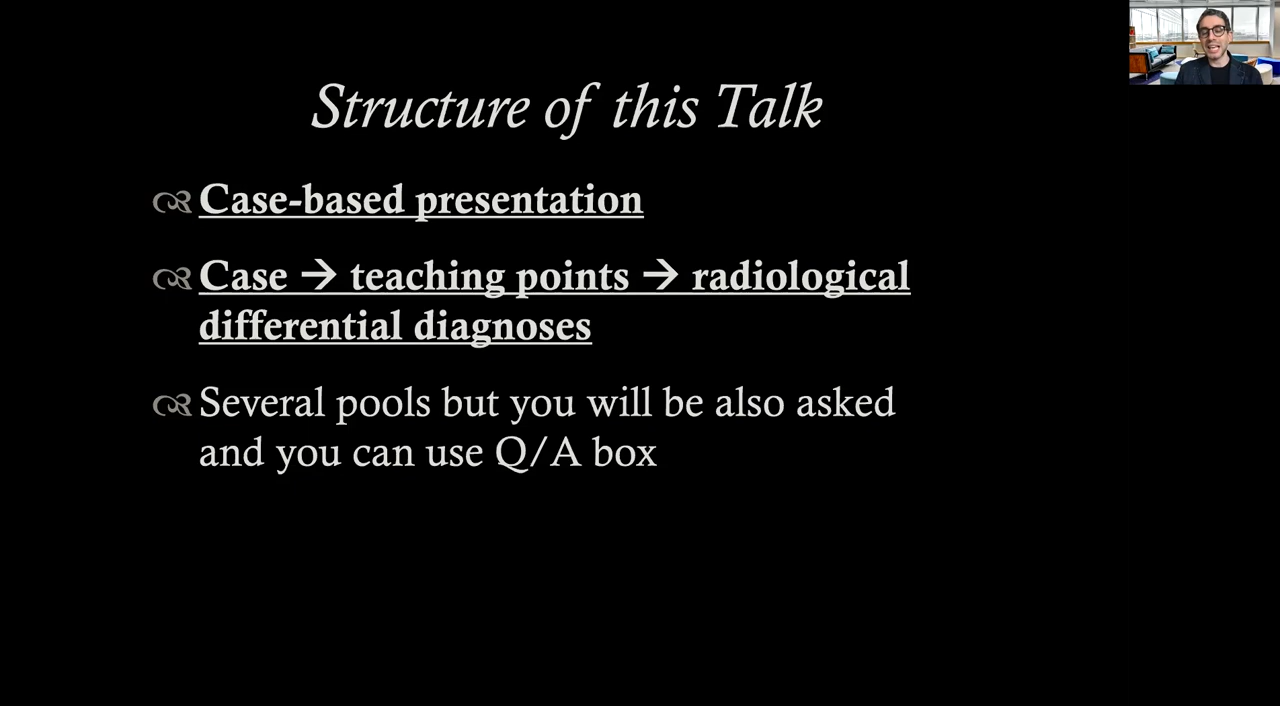 Structure of this Talk
Case-based presentation
Case → teaching points → radiological
differential diagnoses
Several pools but you will be also asked
and you can use Q/A box